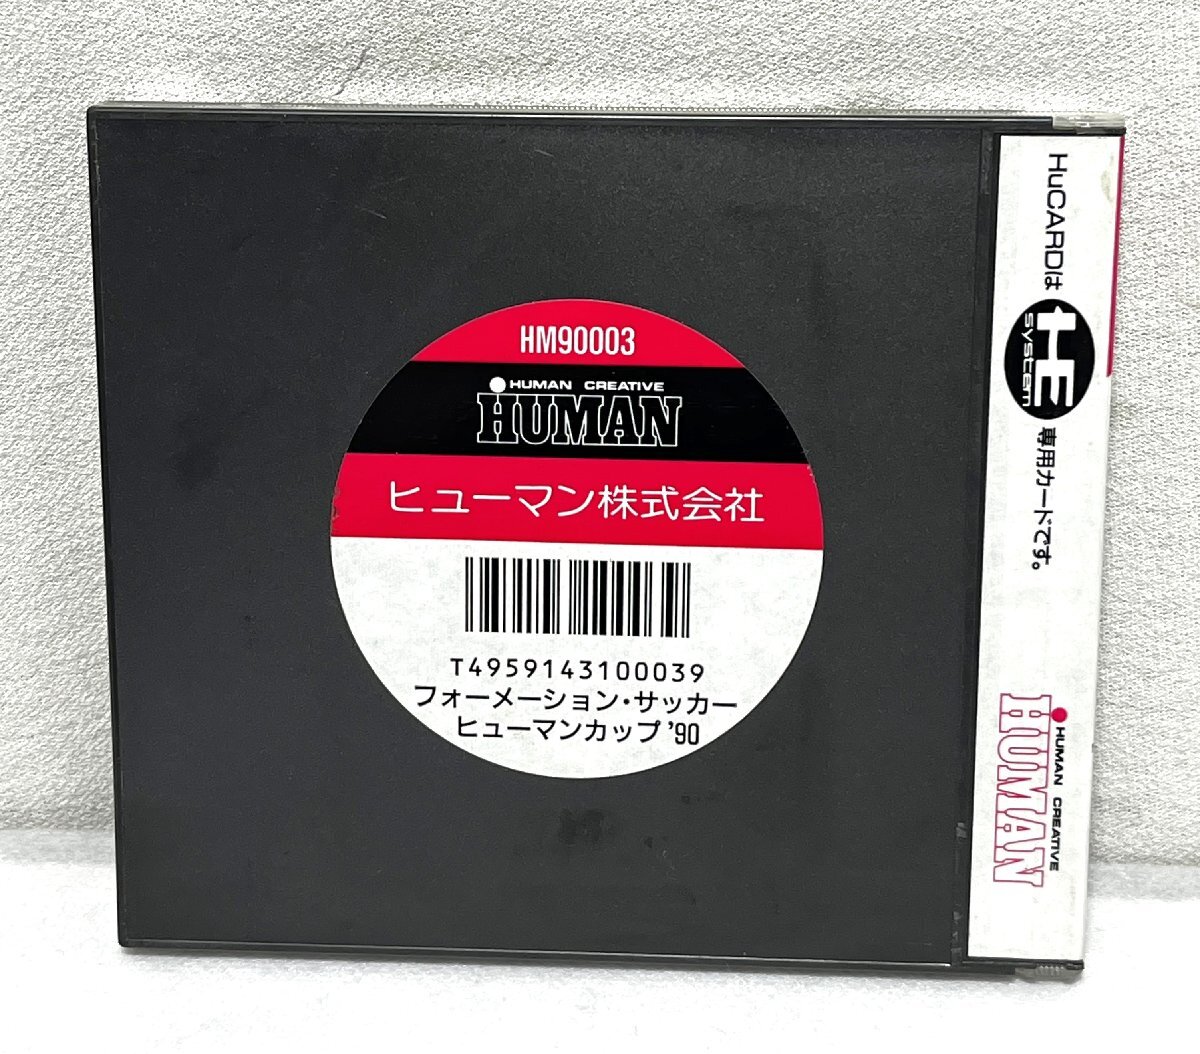 HM90003
HUMAN CREATIVE
HUMAN
ヒューマン株式会社
T4959143100039
フォーメーション・サッカー
ヒューマンカップ '90
HuCARDは HE system 専用カードです。
HUMAN CREATIVE
HUMAN